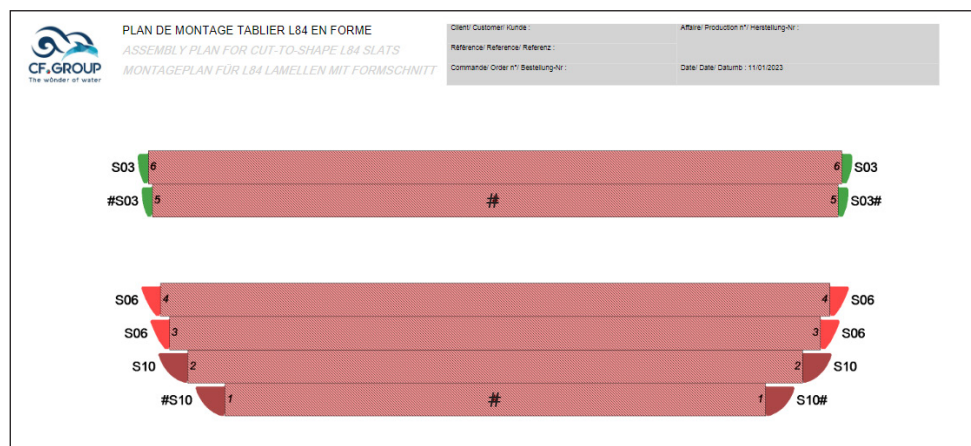 CF.GROUP
The wônder of water
PLAN DE MONTAGE TABLIER L84 EN FORME
ASSEMBLY PLAN FOR CUT-TO-SHAPE L84 SLATS
MONTAGEPLAN FÜR L84 LAMELLEN MIT FORMSCHNITT
Client/ Customer/ Kunde :
Référence/ Reference/ Referenz :
Commande/ Order n°/ Bestellung-Nr :
Affaire/ Production n°/ Herstellung-Nr :
Date/ Date/ Datumb : 11/01/2023
S03 6 6 S03
#S03 5 # 5 S03#
S06 4 4 S06
S06 3 3 S06
S10 2 2 S10
#S10 1 # 1 S10#